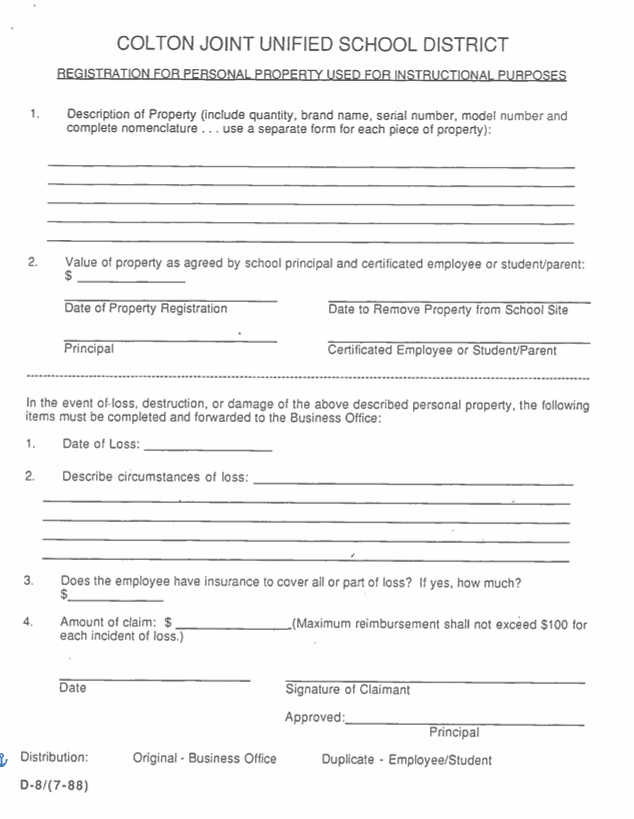 COLTON JOINT UNIFIED SCHOOL DISTRICT
REGISTRATION FOR PERSONAL PROPERTY USED FOR INSTRUCTIONAL PURPOSES
1. Description of Property (include quantity, brand name, serial number, model number and
complete nomenclature . . . use a separate form for each piece of property):
2. Value of property as agreed by school principal and certificated employee or student/parent:
$
Date of Property Registration Date to Remove Property from School Site
Principal Certificated Employee or Student/Parent
In the event of loss, destruction, or damage of the above described personal property, the following
items must be completed and forwarded to the Business Office:
1. Date of Loss:
2. Describe circumstances of loss:
3. Does the employee have insurance to cover all or part of loss? If yes, how much?
$
4. Amount of claim: $ (Maximum reimbursement shall not exceed $100 for
each incident of loss.)
Date Signature of Claimant
Approved:
Principal
Distribution: Original - Business Office Duplicate - Employee/Student
D-8/(7-88)